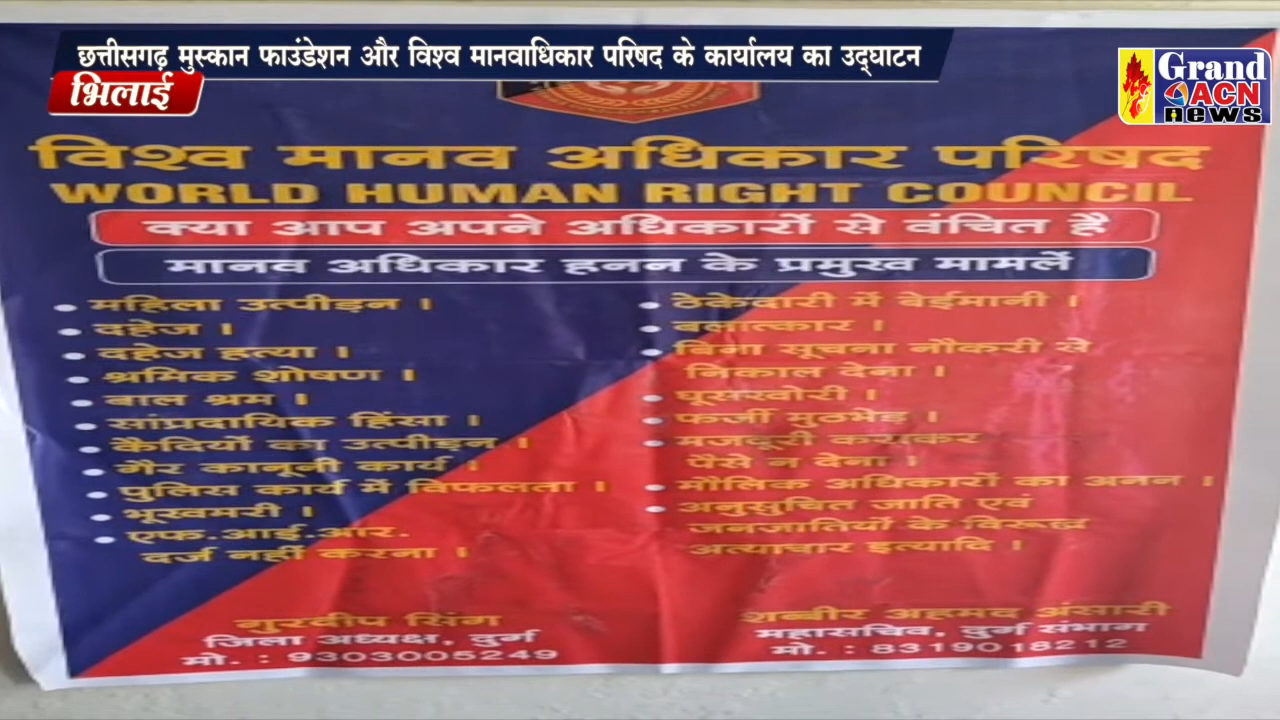 छत्तीसगढ़ मुस्कान फाउंडेशन और विश्व मानवाधिकार परिषद के कार्यालय का उद्घाटन
भिलाई
Grand
ACN
news
विश्व मानव अधिकार परिषद
WORLD HUMAN RIGHT COUNCIL
क्या आप अपने अधिकारों से वंचित है
मानव अधिकार हनन के प्रमुख मामलें
• महिला उत्पीड़न ।
• दहेज ।
• दहेज हत्या ।
• श्रमिक शोषण ।
• बाल श्रम ।
• सांप्रदायिक हिंसा ।
• कैदियों का उत्पीड़न ।
• गैर कानूनी कार्य ।
• पुलिस कार्य में विफलता ।
• भूखमरी ।
• एफ.आई.आर.
दर्ज नहीं करना ।
• ठेकेदारी में बेईमानी ।
• बलात्कार ।
• बिना सूचना नौकरी से
निकाल देना ।
• घूसखोरी ।
• फर्जी मुठभेड़ ।
• मजदूरी कराकर
पैसे न देना ।
• मौलिक अधिकारों का अनन ।
• अनुसुचित जाति एवं
जनजातियों के विरूद्ध
अत्याचार इत्यादि ।
गुरदीप सिंग
जिला अध्यक्ष, दुर्ग
मो. : 9303005249
शब्बीर अहमद अंसारी
महासचिव, दुर्ग संभाग
मो. : 8319018212